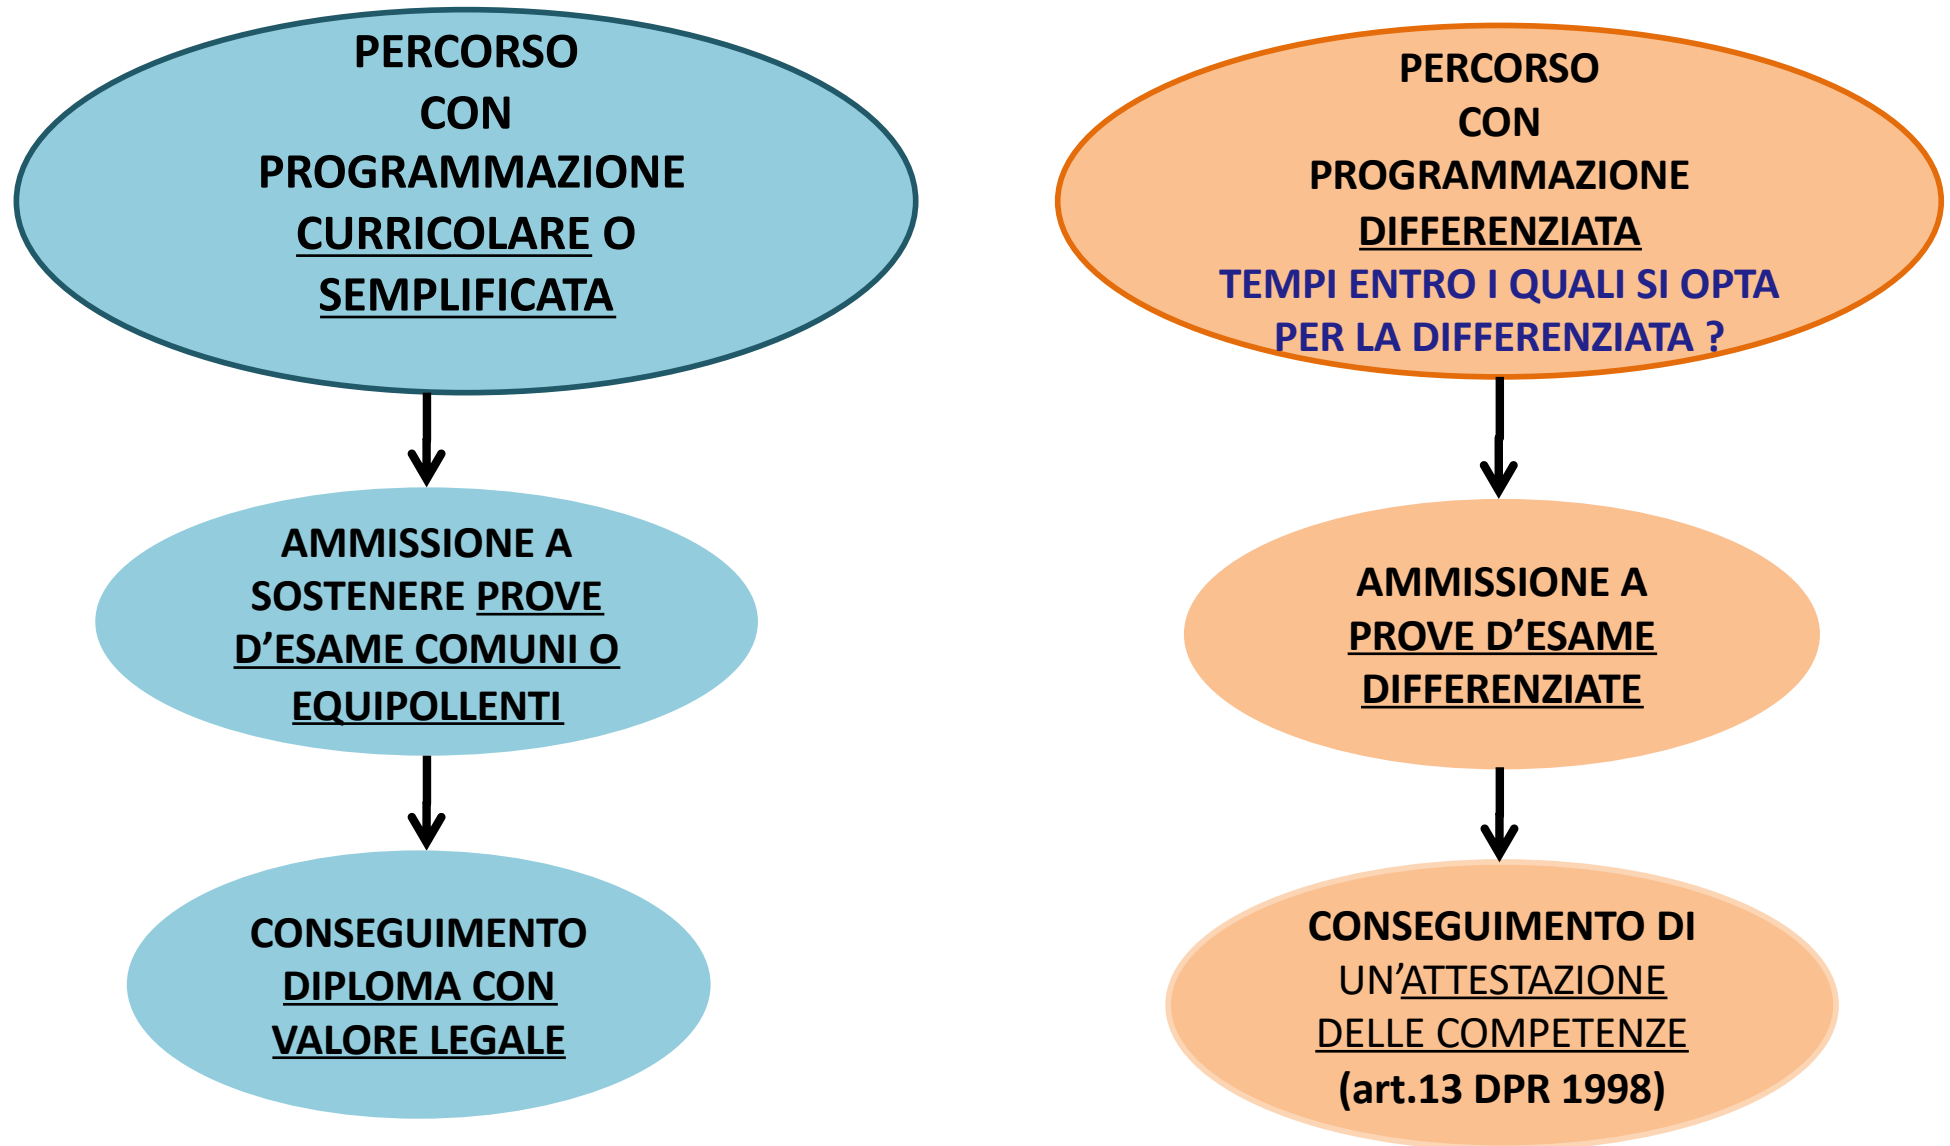 PERCORSO
CON
PROGRAMMAZIONE
CURRICOLARE O
SEMPLIFICATA
AMMISSIONE A
SOSTENERE PROVE
D’ESAME COMUNI O
EQUIPOLLENTI
CONSEGUIMENTO
DIPLOMA CON
VALORE LEGALE
PERCORSO
CON
PROGRAMMAZIONE
DIFFERENZIATA
TEMPI ENTRO I QUALI SI OPTA
PER LA DIFFERENZIATA ?
AMMISSIONE A
PROVE D’ESAME
DIFFERENZIATE
CONSEGUIMENTO DI
UN’ATTESTAZIONE
DELLE COMPETENZE
(art.13 DPR 1998)